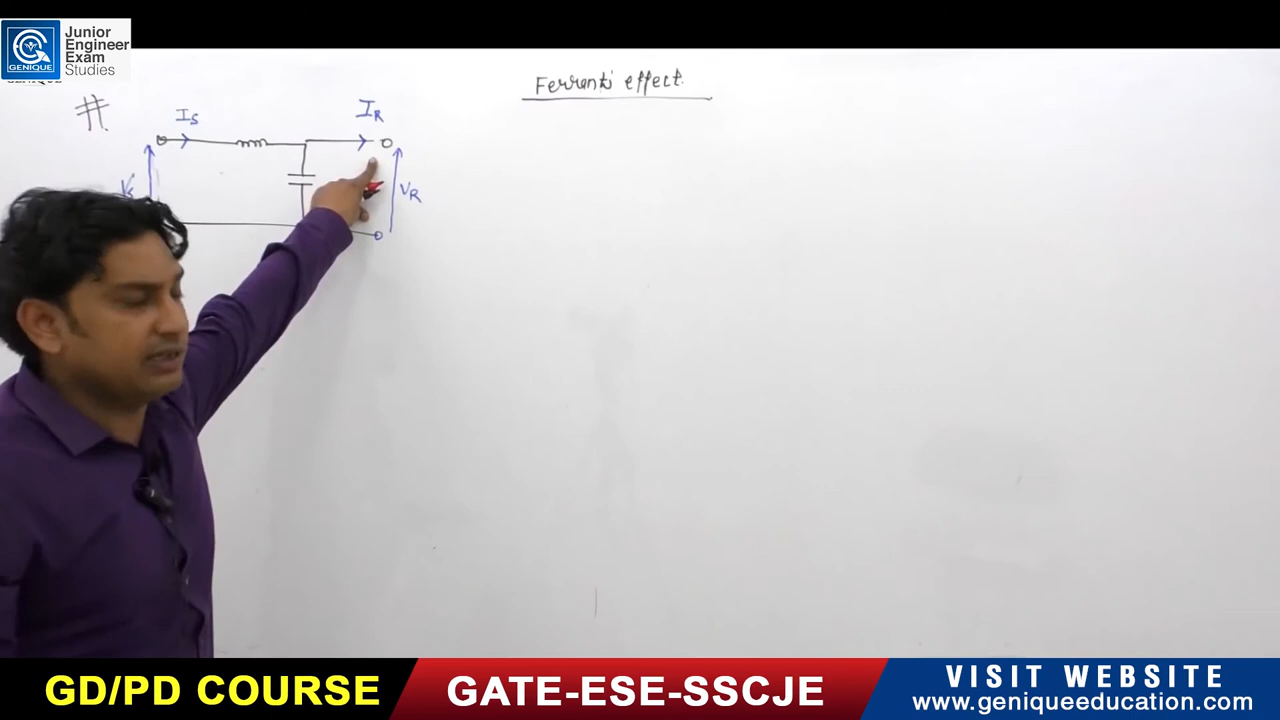 GENIQUE
Junior
Engineer
Exam
Studies
Ferranti effect.
#
IS
IR
VS
VR
GD/PD COURSE
GATE-ESE-SSCJE
VISIT WEBSITE
www.geniqueeducation.com